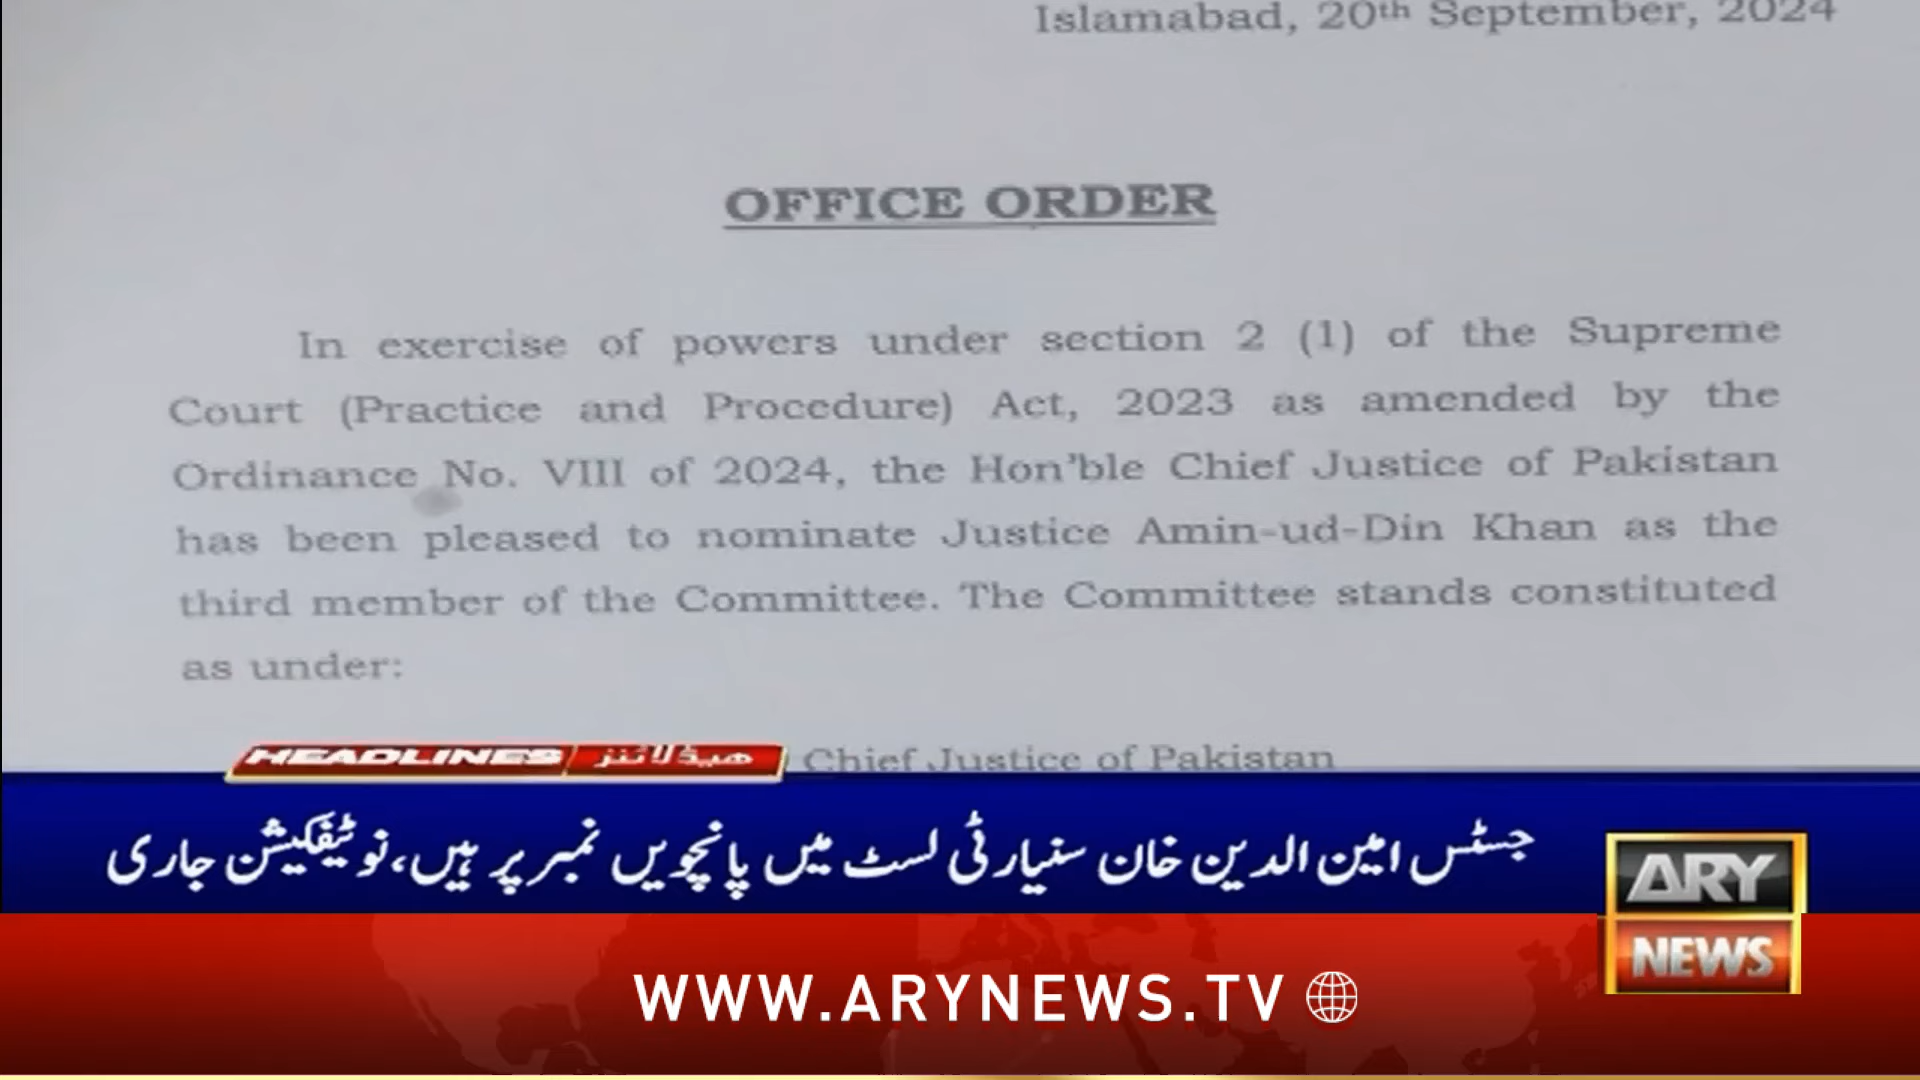 Islamabad, 20th September, 2024
OFFICE ORDER
In exercise of powers under section 2 (1) of the Supreme
Court (Practice and Procedure) Act, 2023 as amended by the
Ordinance No. VIII of 2024, the Hon'ble Chief Justice of Pakistan
has been pleased to nominate Justice Amin-ud-Din Khan as the
third member of the Committee. The Committee stands constituted
as under:
Chief Justice of Pakistan
HEADLINES ہیڈلائنز
جسٹس امین الدین خان سنیارٹی لسٹ میں پانچویں نمبر پر ہیں، نوٹیفکیشن جاری
ARY
NEWS
WWW.ARYNEWS.TV